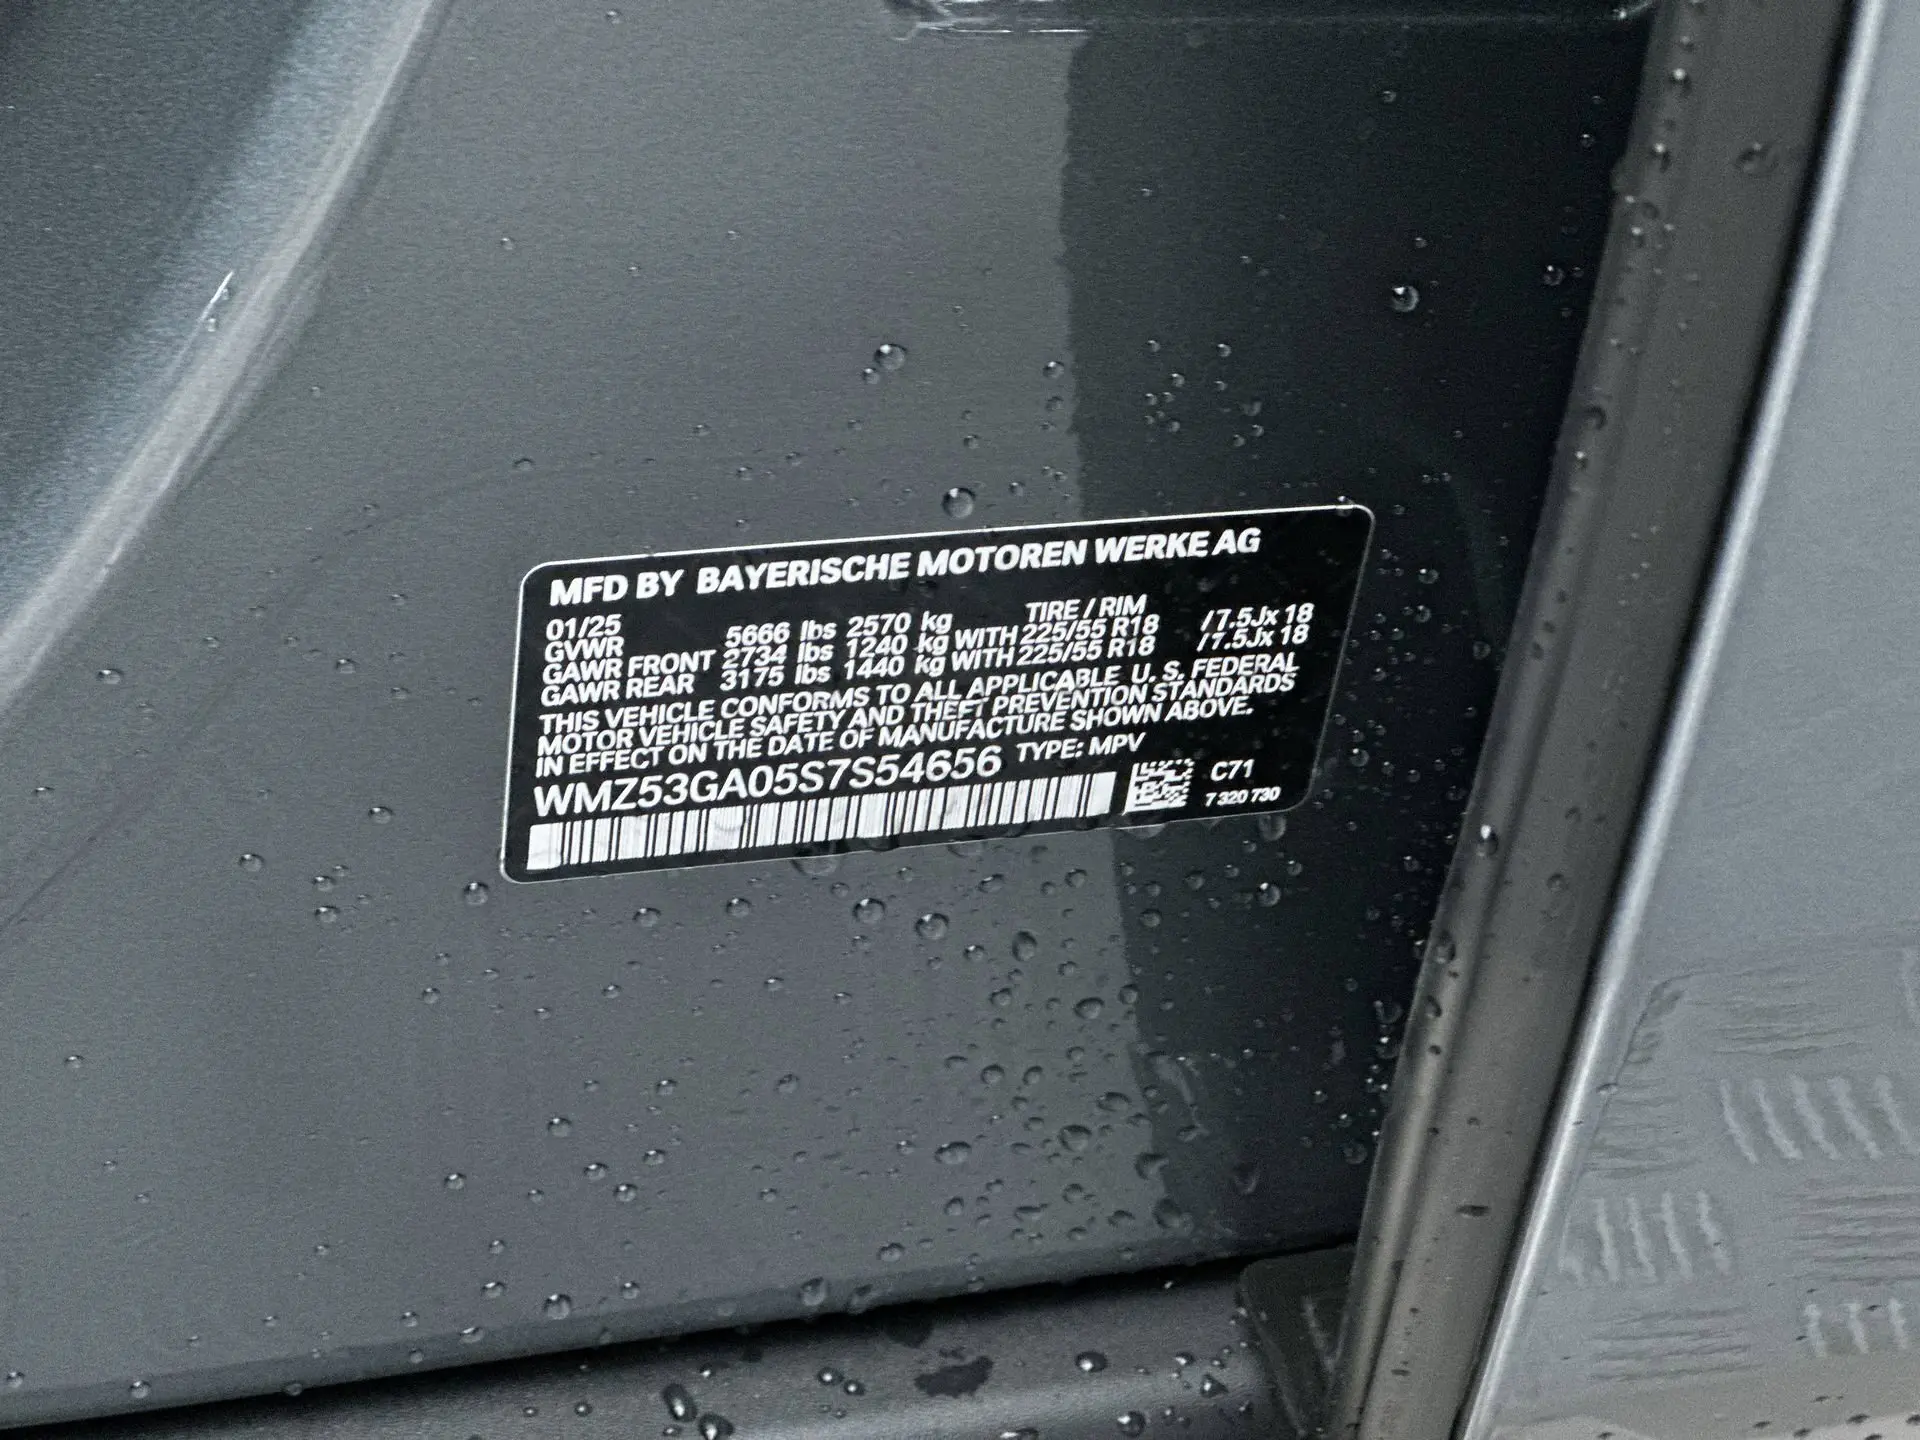 MFD BY BAYERISCHE MOTOREN WERKE AG
01/25 TIRE / RIM
GVWR 5666 lbs 2570 kg
GAWR FRONT 2734 lbs 1240 kg WITH 225/55 R18 /7.5Jx 18
GAWR REAR 3175 lbs 1440 kg WITH 225/55 R18 /7.5Jx 18
THIS VEHICLE CONFORMS TO ALL APPLICABLE U. S. FEDERAL
MOTOR VEHICLE SAFETY AND THEFT PREVENTION STANDARDS
IN EFFECT ON THE DATE OF MANUFACTURE SHOWN ABOVE.
WMZ53GA05S7S54656 TYPE: MPV
C71
7 320 730